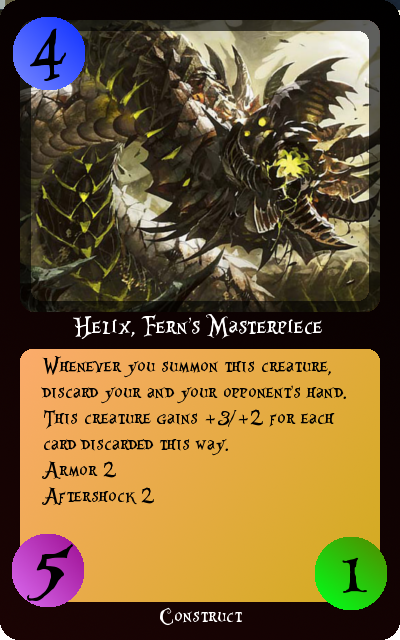 4
Helix, Fern's Masterpiece
Whenever you summon this creature,
discard your and your opponent's hand.
This creature gains +3/+2 for each
card discarded this way.
Armor 2
Aftershock 2
5
1
Construct